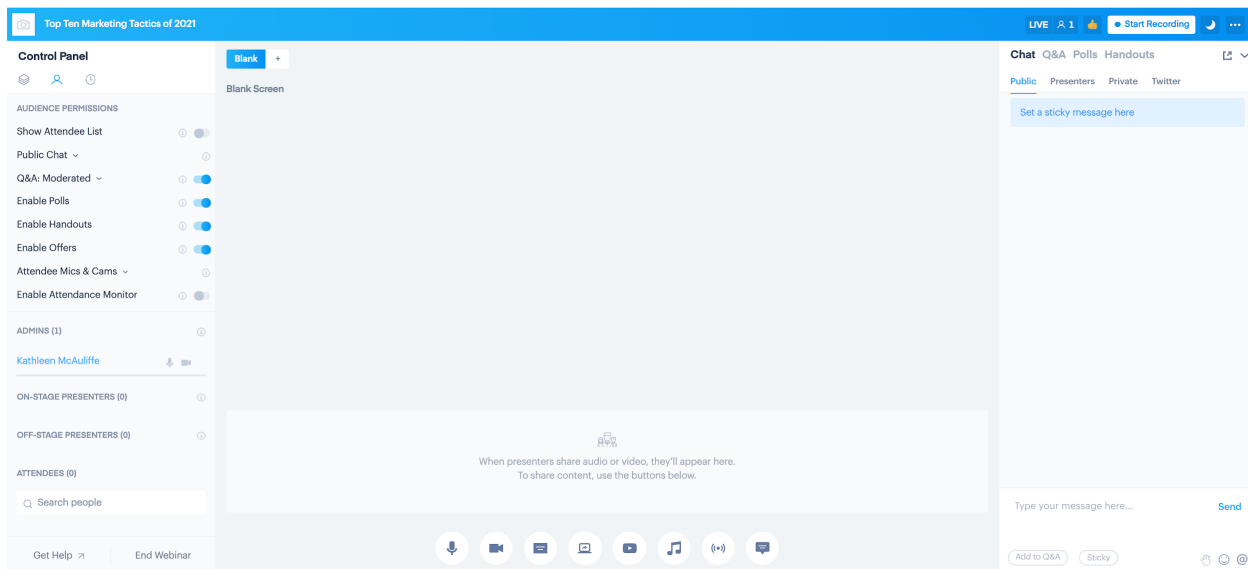 Top Ten Marketing Tactics of 2021
LIVE 1
Start Recording
Control Panel
AUDIENCE PERMISSIONS
Show Attendee List
Public Chat
Q&A: Moderated
Enable Polls
Enable Handouts
Enable Offers
Attendee Mics & Cams
Enable Attendance Monitor
ADMINS (1)
Kathleen McAuliffe
ON-STAGE PRESENTERS (0)
OFF-STAGE PRESENTERS (0)
ATTENDEES (0)
Search people
Get Help End Webinar
Blank +
Blank Screen
When presenters share audio or video, they'll appear here.
To share content, use the buttons below.
Chat Q&A Polls Handouts
Public Presenters Private Twitter
Set a sticky message here
Type your message here... Send
Add to Q&A Sticky @